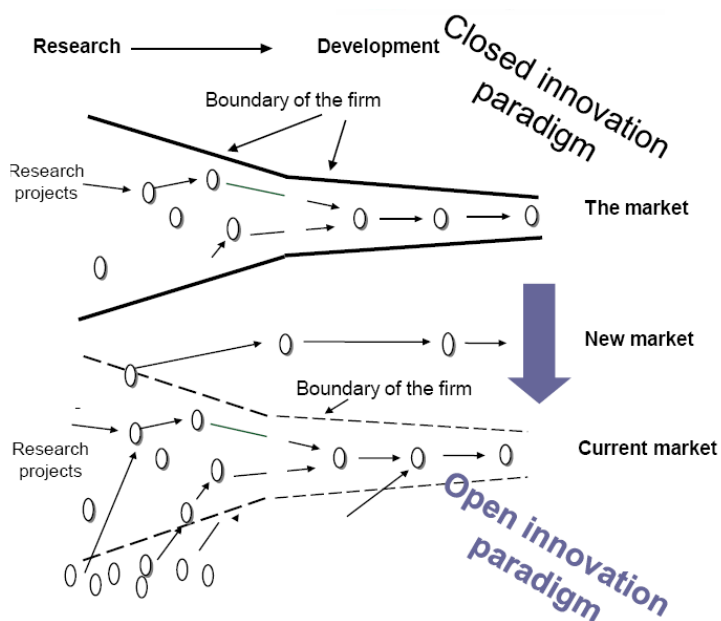 Research
Development
Closed innovation
paradigm
Boundary of the firm
Research
projects
The market
New market
Boundary of the firm
Research
projects
Current market
Open innovation
paradigm